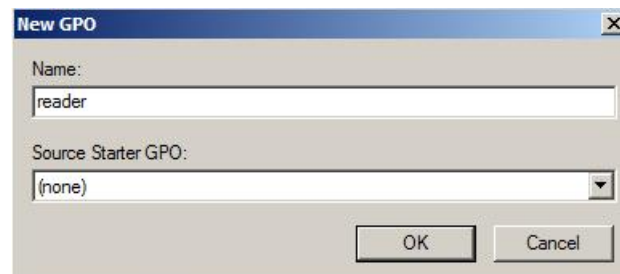 New GPO
Name:
reader
Source Starter GPO:
(none)
OK Cancel